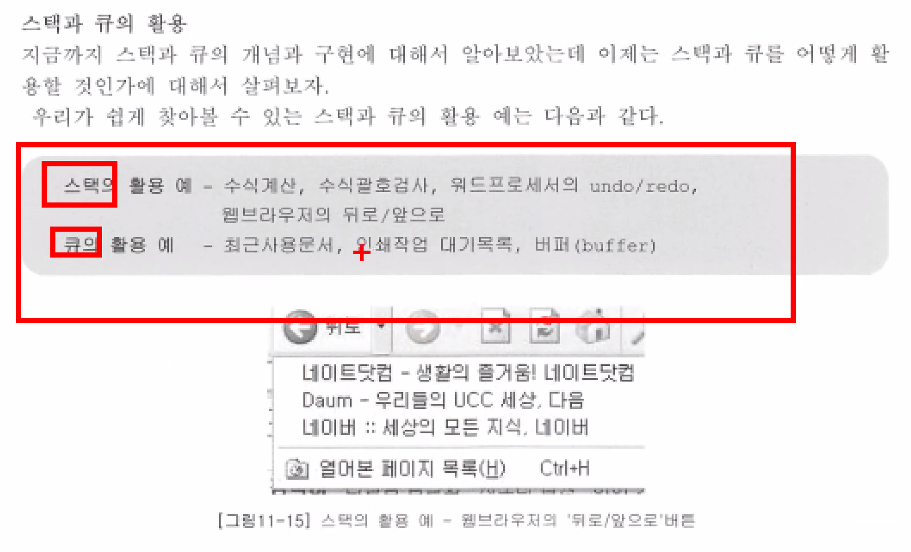 스택과 큐의 활용
지금까지 스택과 큐의 개념과 구현에 대해서 알아보았는데 이제는 스택과 큐를 어떻게 활
용할 것인가에 대해서 살펴보자.
우리가 쉽게 찾아볼 수 있는 스택과 큐의 활용 예는 다음과 같다.
스택의 활용 예 - 수식계산, 수식괄호검사, 워드프로세서의 undo/redo,
웹브라우저의 뒤로/앞으로
큐의 활용 예 - 최근사용문서, 인쇄작업 대기목록, 버퍼(buffer)
뒤로
네이트닷컴 - 생활의 즐거움! 네이트닷컴
Daum - 우리들의 UCC 세상, 다음
네이버 :: 세상의 모든 지식, 네이버
열어본 페이지 목록(H) Ctrl+H
[그림11-15] 스택의 활용 예 - 웹브라우저의 '뒤로/앞으로'버튼